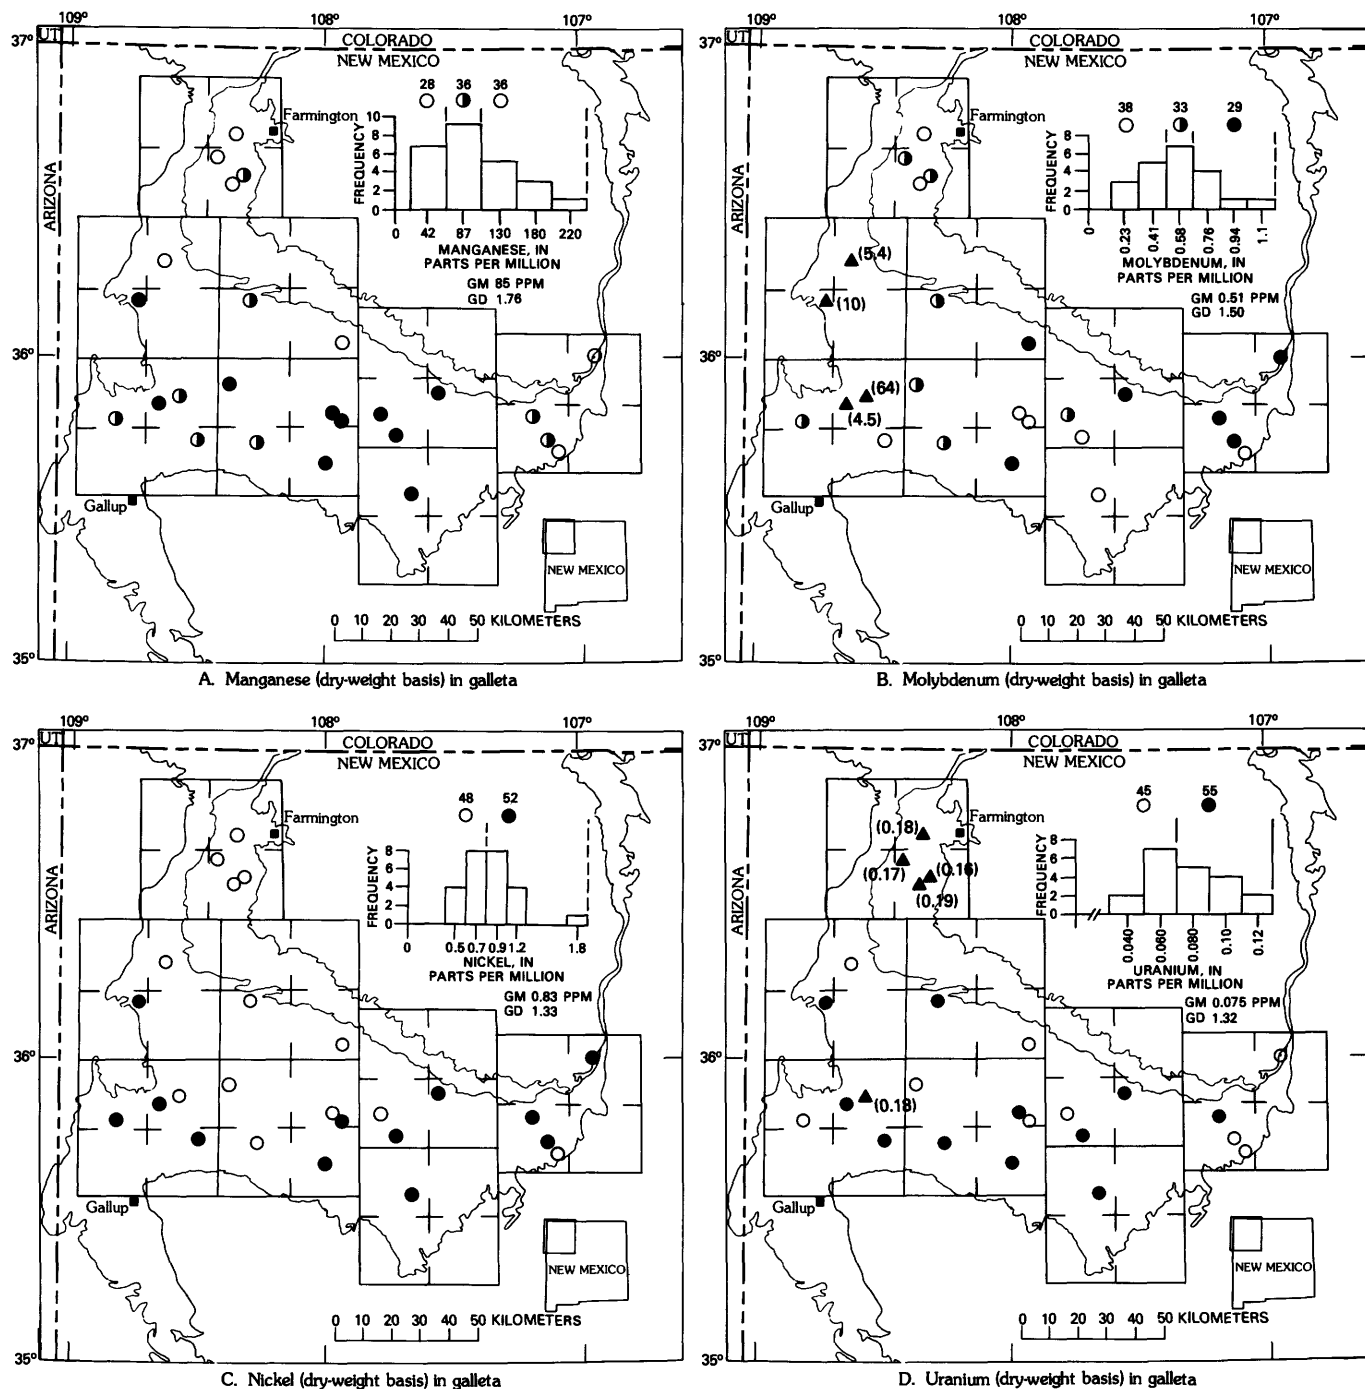 109° 108° 107°
37°
UT
COLORADO
NEW MEXICO
ARIZONA
Farmington
28 36 36
FREQUENCY
10
8
6
4
2
0
0 42 87 130 180 220
MANGANESE, IN
PARTS PER MILLION
GM 85 PPM
GD 1.76
36°
Gallup
NEW MEXICO
0 10 20 30 40 50 KILOMETERS
35°
A. Manganese (dry-weight basis) in galleta
109° 108° 107°
37°
UT
COLORADO
NEW MEXICO
ARIZONA
Farmington
38 33 29
FREQUENCY
8
6
4
2
0
0 0.23 0.41 0.58 0.76 0.94 1.1
MOLYBDENUM, IN
PARTS PER MILLION
GM 0.51 PPM
GD 1.50
(5.4)
(10)
36°
(64)
(4.5)
Gallup
NEW MEXICO
0 10 20 30 40 50 KILOMETERS
35°
B. Molybdenum (dry-weight basis) in galleta
109° 108° 107°
37°
UT
COLORADO
NEW MEXICO
ARIZONA
Farmington
48 52
FREQUENCY
8
6
4
2
0
0 0.5 0.7 0.9 1.2 1.8
NICKEL, IN
PARTS PER MILLION
GM 0.83 PPM
GD 1.33
36°
Gallup
NEW MEXICO
0 10 20 30 40 50 KILOMETERS
35°
C. Nickel (dry-weight basis) in galleta
109° 108° 107°
37°
UT
COLORADO
NEW MEXICO
ARIZONA
Farmington
(0.18)
(0.17)
(0.16)
(0.19)
45 55
FREQUENCY
8
6
4
2
0
0.040 0.060 0.080 0.10 0.12
URANIUM, IN
PARTS PER MILLION
GM 0.075 PPM
GD 1.32
36°
(0.18)
Gallup
NEW MEXICO
0 10 20 30 40 50 KILOMETERS
35°
D. Uranium (dry-weight basis) in galleta